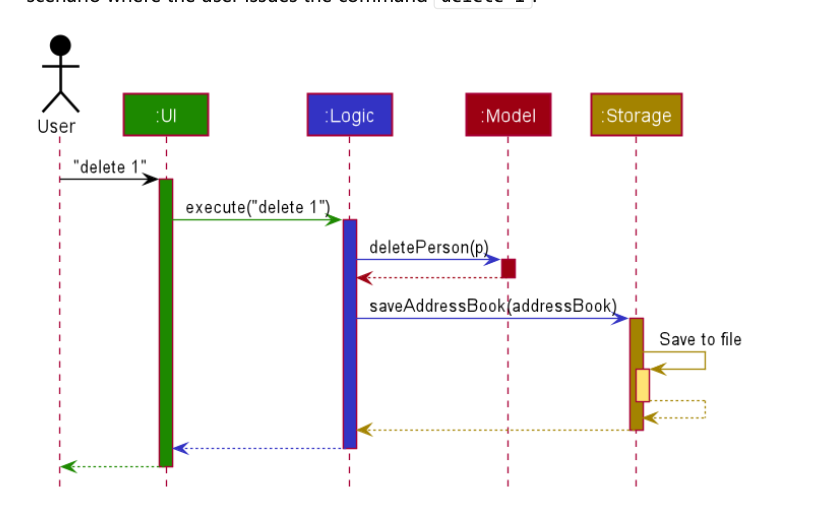 scenario where the user issues the command delete 1 .
User
:UI
:Logic
:Model
:Storage
"delete 1"
execute("delete 1")
deletePerson(p)
saveAddressBook(addressBook)
Save to file